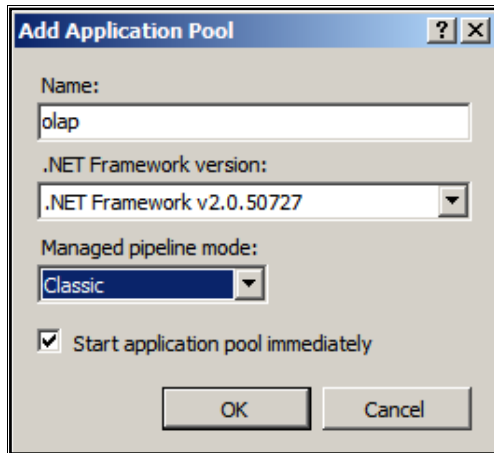 Add Application Pool
Name:
olap
.NET Framework version:
.NET Framework v2.0.50727
Managed pipeline mode:
Classic
Start application pool immediately
OK Cancel